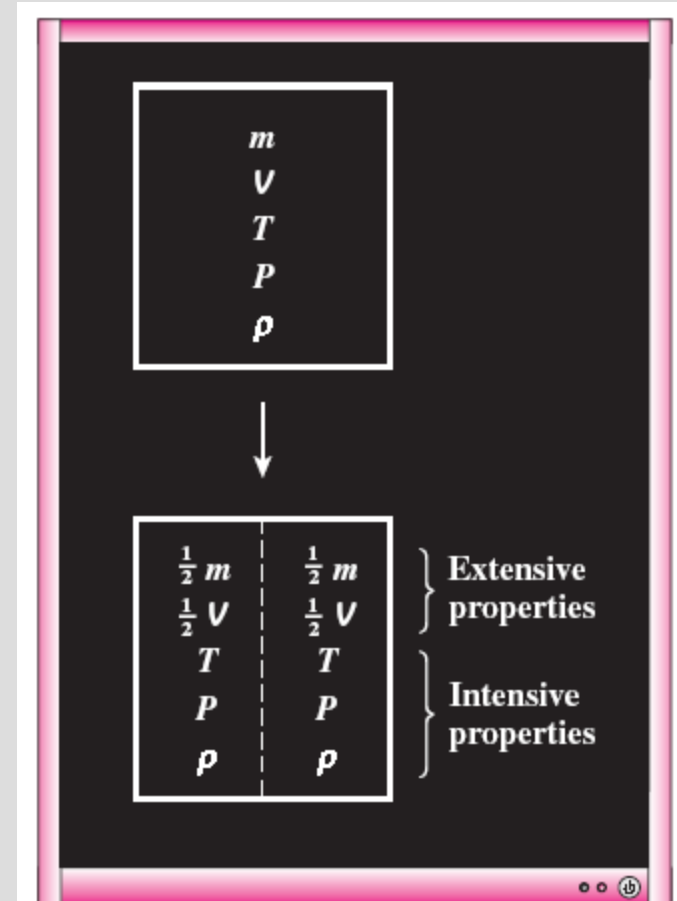 m
V
T
P
ρ
½ m ½ m
½ V ½ V
T T
P P
ρ ρ
Extensive
properties
Intensive
properties